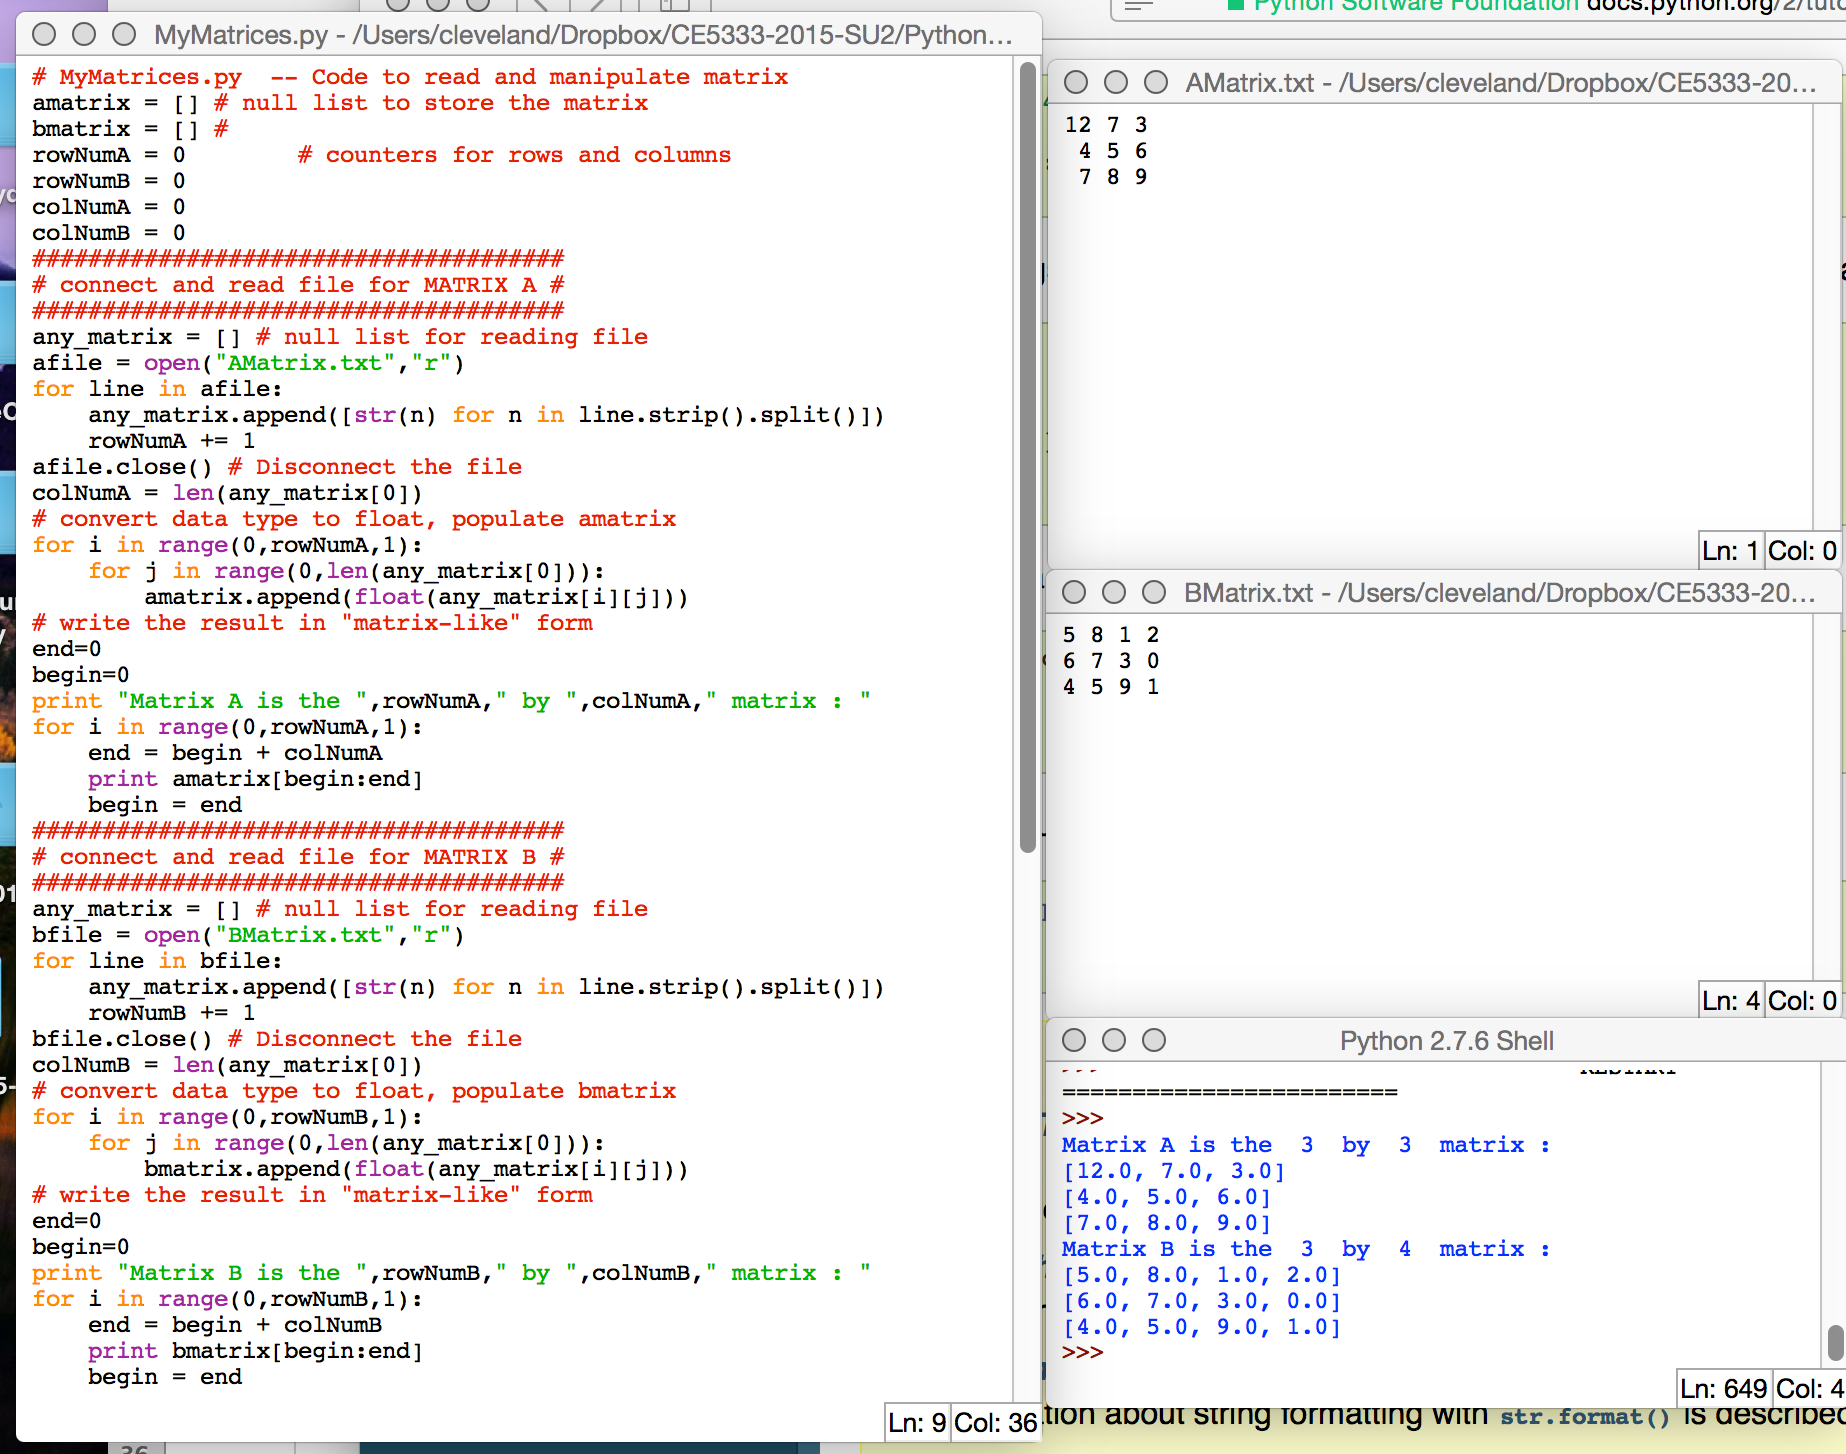 MyMatrices.py - /Users/cleveland/Dropbox/CE5333-2015-SU2/Python...
# MyMatrices.py  -- Code to read and manipulate matrix
amatrix = [] # null list to store the matrix
bmatrix = [] #
rowNumA = 0        # counters for rows and columns
rowNumB = 0
colNumA = 0
colNumB = 0
######################################
# connect and read file for MATRIX A #
######################################
any_matrix = [] # null list for reading file
afile = open("AMatrix.txt","r")
for line in afile:
    any_matrix.append([str(n) for n in line.strip().split()])
    rowNumA += 1
afile.close() # Disconnect the file
colNumA = len(any_matrix[0])
# convert data type to float, populate amatrix
for i in range(0,rowNumA,1):
    for j in range(0,len(any_matrix[0])):
        amatrix.append(float(any_matrix[i][j]))
# write the result in "matrix-like" form
end=0
begin=0
print "Matrix A is the ",rowNumA," by ",colNumA," matrix : "
for i in range(0,rowNumA,1):
    end = begin + colNumA
    print amatrix[begin:end]
    begin = end
######################################
# connect and read file for MATRIX B #
######################################
any_matrix = [] # null list for reading file
bfile = open("BMatrix.txt","r")
for line in bfile:
    any_matrix.append([str(n) for n in line.strip().split()])
    rowNumB += 1
bfile.close() # Disconnect the file
colNumB = len(any_matrix[0])
# convert data type to float, populate bmatrix
for i in range(0,rowNumB,1):
    for j in range(0,len(any_matrix[0])):
        bmatrix.append(float(any_matrix[i][j]))
# write the result in "matrix-like" form
end=0
begin=0
print "Matrix B is the ",rowNumB," by ",colNumB," matrix : "
for i in range(0,rowNumB,1):
    end = begin + colNumB
    print bmatrix[begin:end]
    begin = end
Ln: 9 Col: 36
Python Software Foundation docs.python.org/2/tuto
AMatrix.txt - /Users/cleveland/Dropbox/CE5333-20...
12 7 3
 4 5 6
 7 8 9
Ln: 1 Col: 0
BMatrix.txt - /Users/cleveland/Dropbox/CE5333-20...
5 8 1 2
6 7 3 0
4 5 9 1
Ln: 4 Col: 0
Python 2.7.6 Shell
========================
>>>
Matrix A is the  3  by  3  matrix :
[12.0, 7.0, 3.0]
[4.0, 5.0, 6.0]
[7.0, 8.0, 9.0]
Matrix B is the  3  by  4  matrix :
[5.0, 8.0, 1.0, 2.0]
[6.0, 7.0, 3.0, 0.0]
[4.0, 5.0, 9.0, 1.0]
>>>
Ln: 649 Col: 4
tion about string formatting with str.format() is described
36